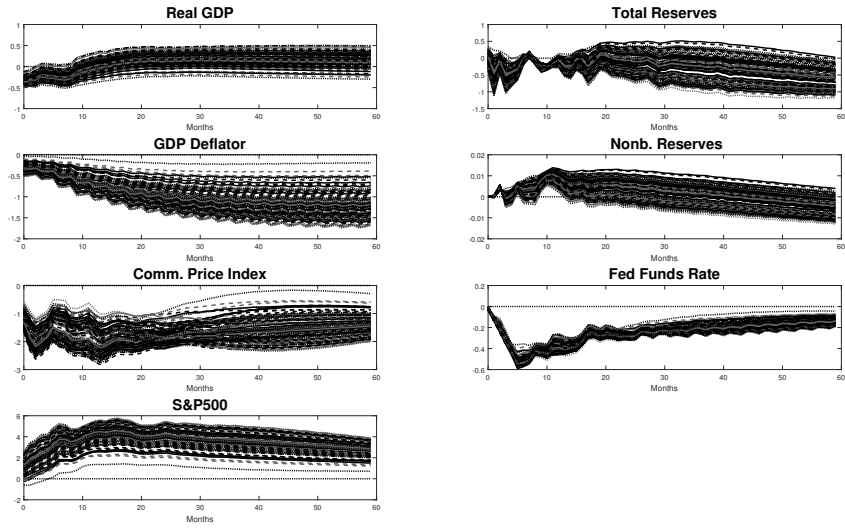 Real GDP
1
0.5
0
-0.5
-1
0 10 20 30 40 50 60
Months
Total Reserves
1
0.5
0
-0.5
-1
-1.5
0 10 20 30 40 50 60
Months
GDP Deflator
0
-0.5
-1
-1.5
-2
0 10 20 30 40 50 60
Months
Nonb. Reserves
0.02
0.01
0
-0.01
-0.02
0 10 20 30 40 50 60
Months
Comm. Price Index
0
-1
-2
-3
0 10 20 30 40 50 60
Months
Fed Funds Rate
0.2
0
-0.2
-0.4
-0.6
0 10 20 30 40 50 60
Months
S&P500
6
4
2
0
-2
0 10 20 30 40 50 60
Months